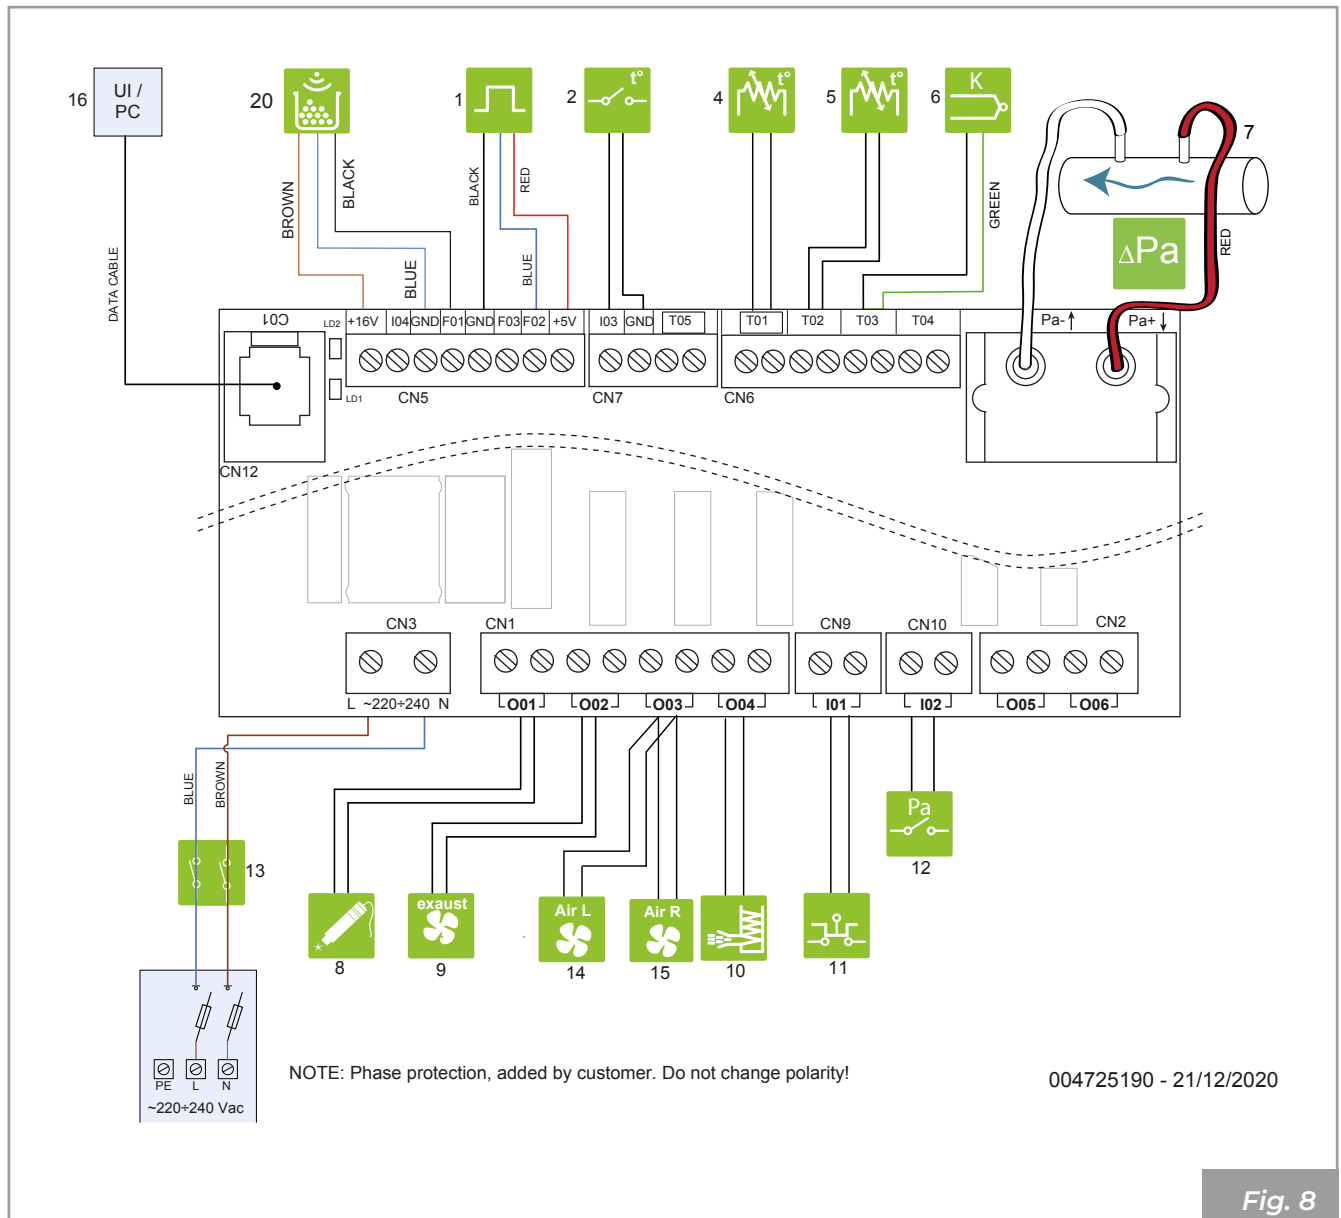 16
UI /
PC
20
1
2
t°
4
t°
5
t°
6
K
7
DATA CABLE
BROWN
BLUE
BLACK
BLACK
BLUE
RED
GREEN
ΔPa
RED
C01
LD2
LD1
+16V I04 GND F01 GND F03 F02 +5V
I03 GND T05
T01 T02 T03 T04
Pa- Pa+
CN12
CN5
CN7
CN6
CN3
CN1
CN9
CN10
CN2
L ~220÷240 N
O01 O02 O03 O04
I01
I02
O05 O06
BLUE
BROWN
13
8
exaust
9
Air L
14
Air R
15
10
11
Pa
12
PE L N
~220÷240 Vac
NOTE: Phase protection, added by customer. Do not change polarity!
004725190 - 21/12/2020
Fig. 8